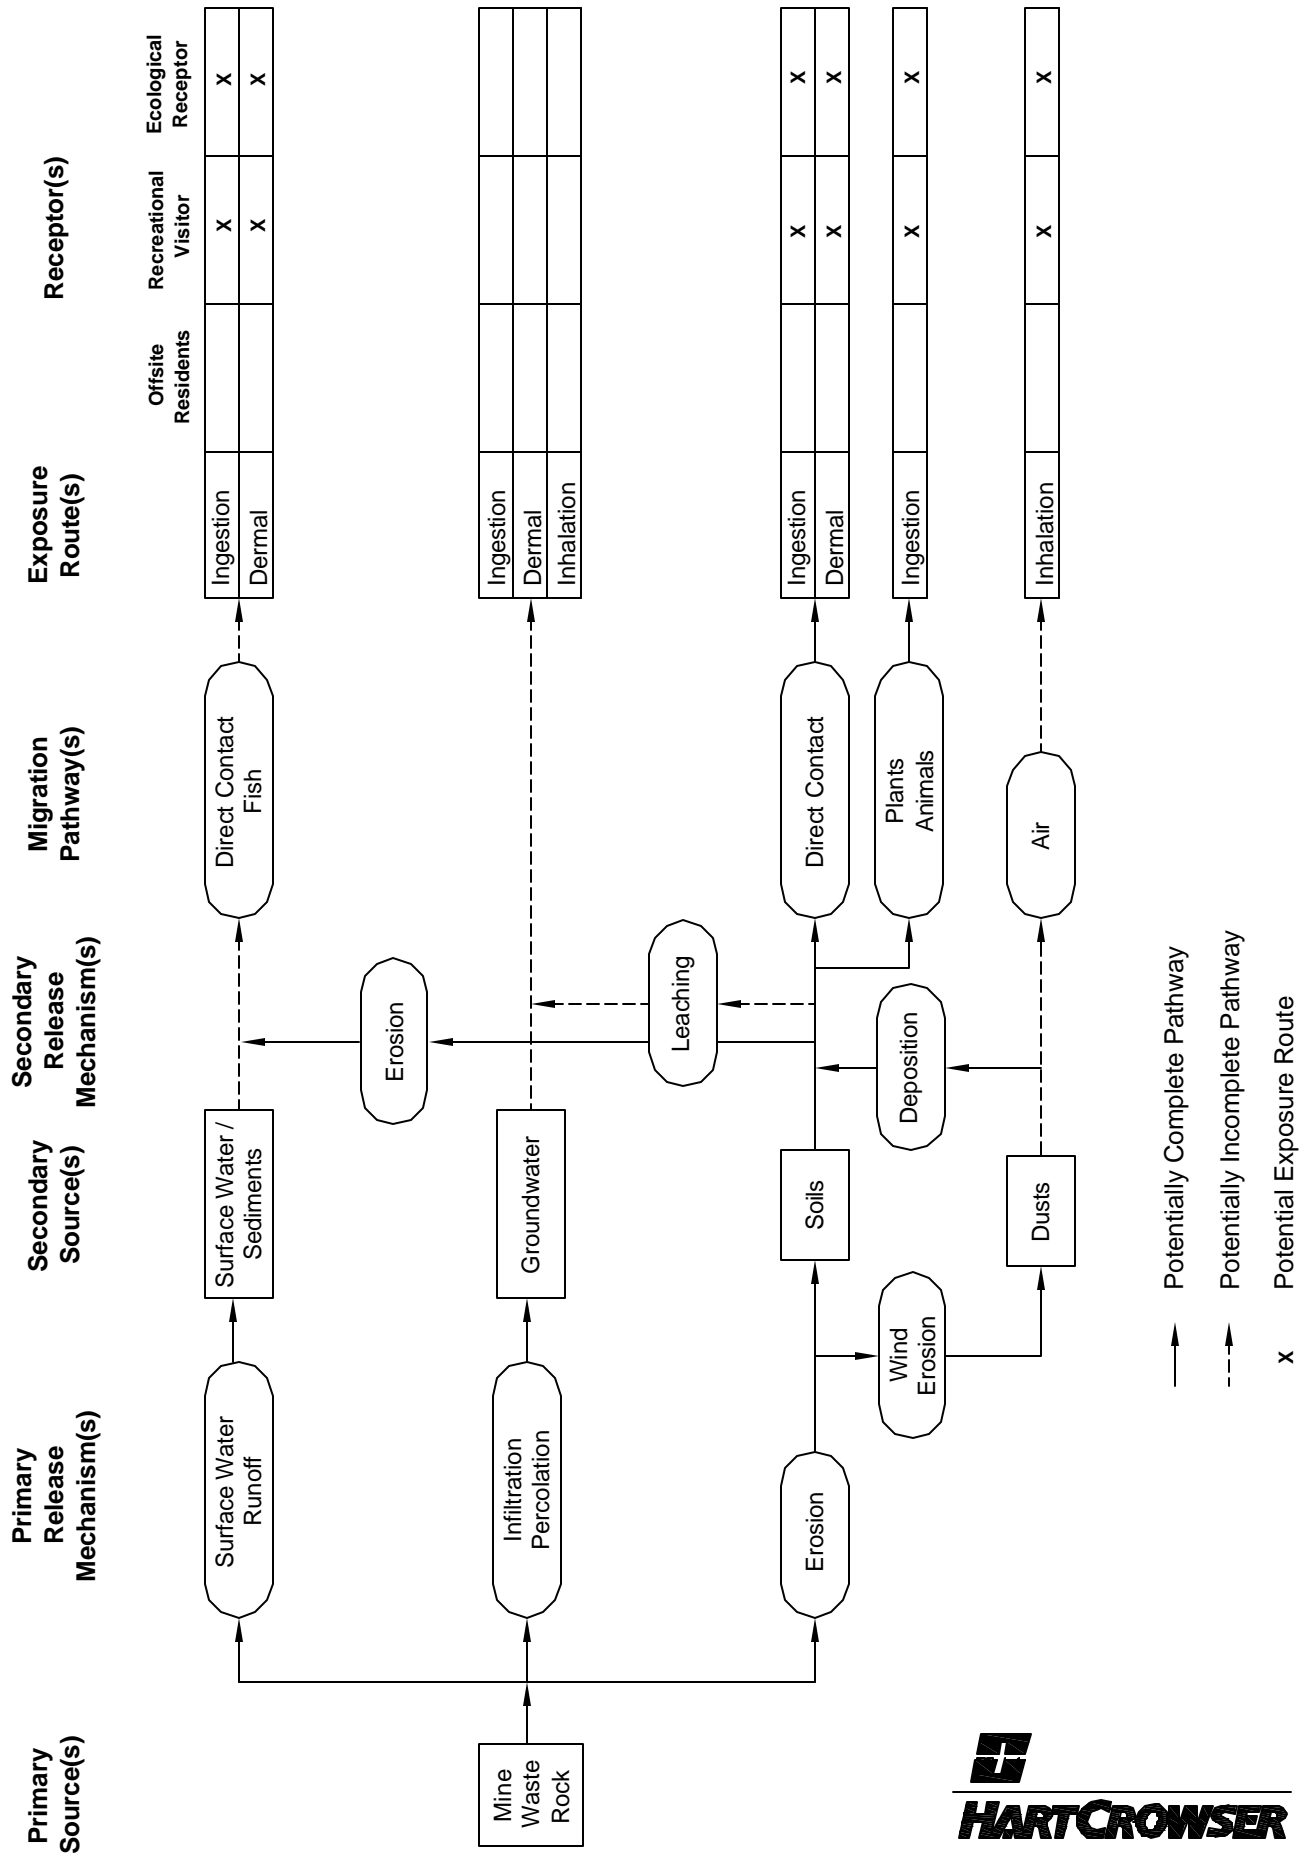 Primary
Source(s)
Primary
Release
Mechanism(s)
Secondary
Source(s)
Secondary
Release
Mechanism(s)
Migration
Pathway(s)
Exposure
Route(s)
Receptor(s)
Offsite
Residents
Recreational
Visitor
Ecological
Receptor
Surface Water
Runoff
Surface Water /
Sediments
Direct Contact
Fish
Ingestion
X
X
Dermal
X
X
Erosion
Mine
Waste
Rock
Infiltration
Percolation
Groundwater
Ingestion
Dermal
Inhalation
Leaching
Erosion
Soils
Direct Contact
Ingestion
X
X
Dermal
X
X
Wind
Erosion
Deposition
Plants
Animals
Ingestion
X
X
Dusts
Air
Inhalation
X
X
Potentially Complete Pathway
Potentially Incomplete Pathway
X Potential Exposure Route
HARTCROWSER